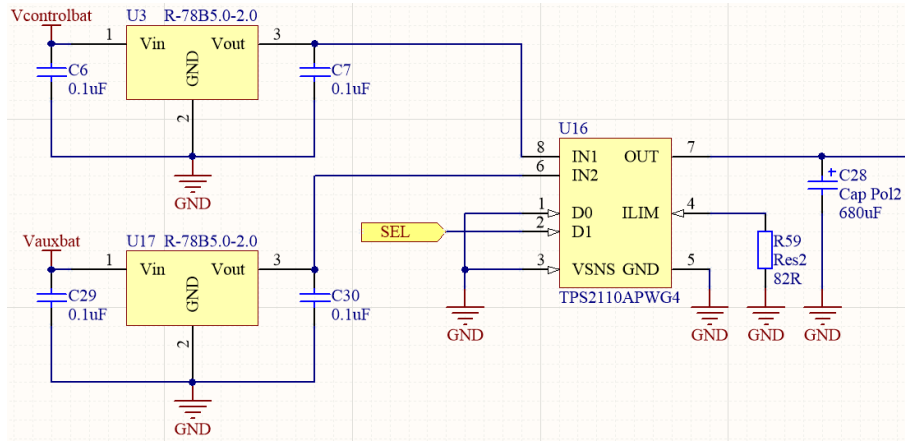 Vcontrolbat
U3 R-78B5.0-2.0
1 Vin Vout 3
GND
2
C6
0.1uF
C7
0.1uF
GND
U16
8 IN1 OUT 7
6 IN2
1 D0 ILIM 4
2 D1
3 VSNS GND 5
TPS2110APWG4
SEL
C28
Cap Pol2
680uF
R59
Res2
82R
GND
GND
GND
GND
Vauxbat
U17 R-78B5.0-2.0
1 Vin Vout 3
GND
2
C29
0.1uF
C30
0.1uF
GND